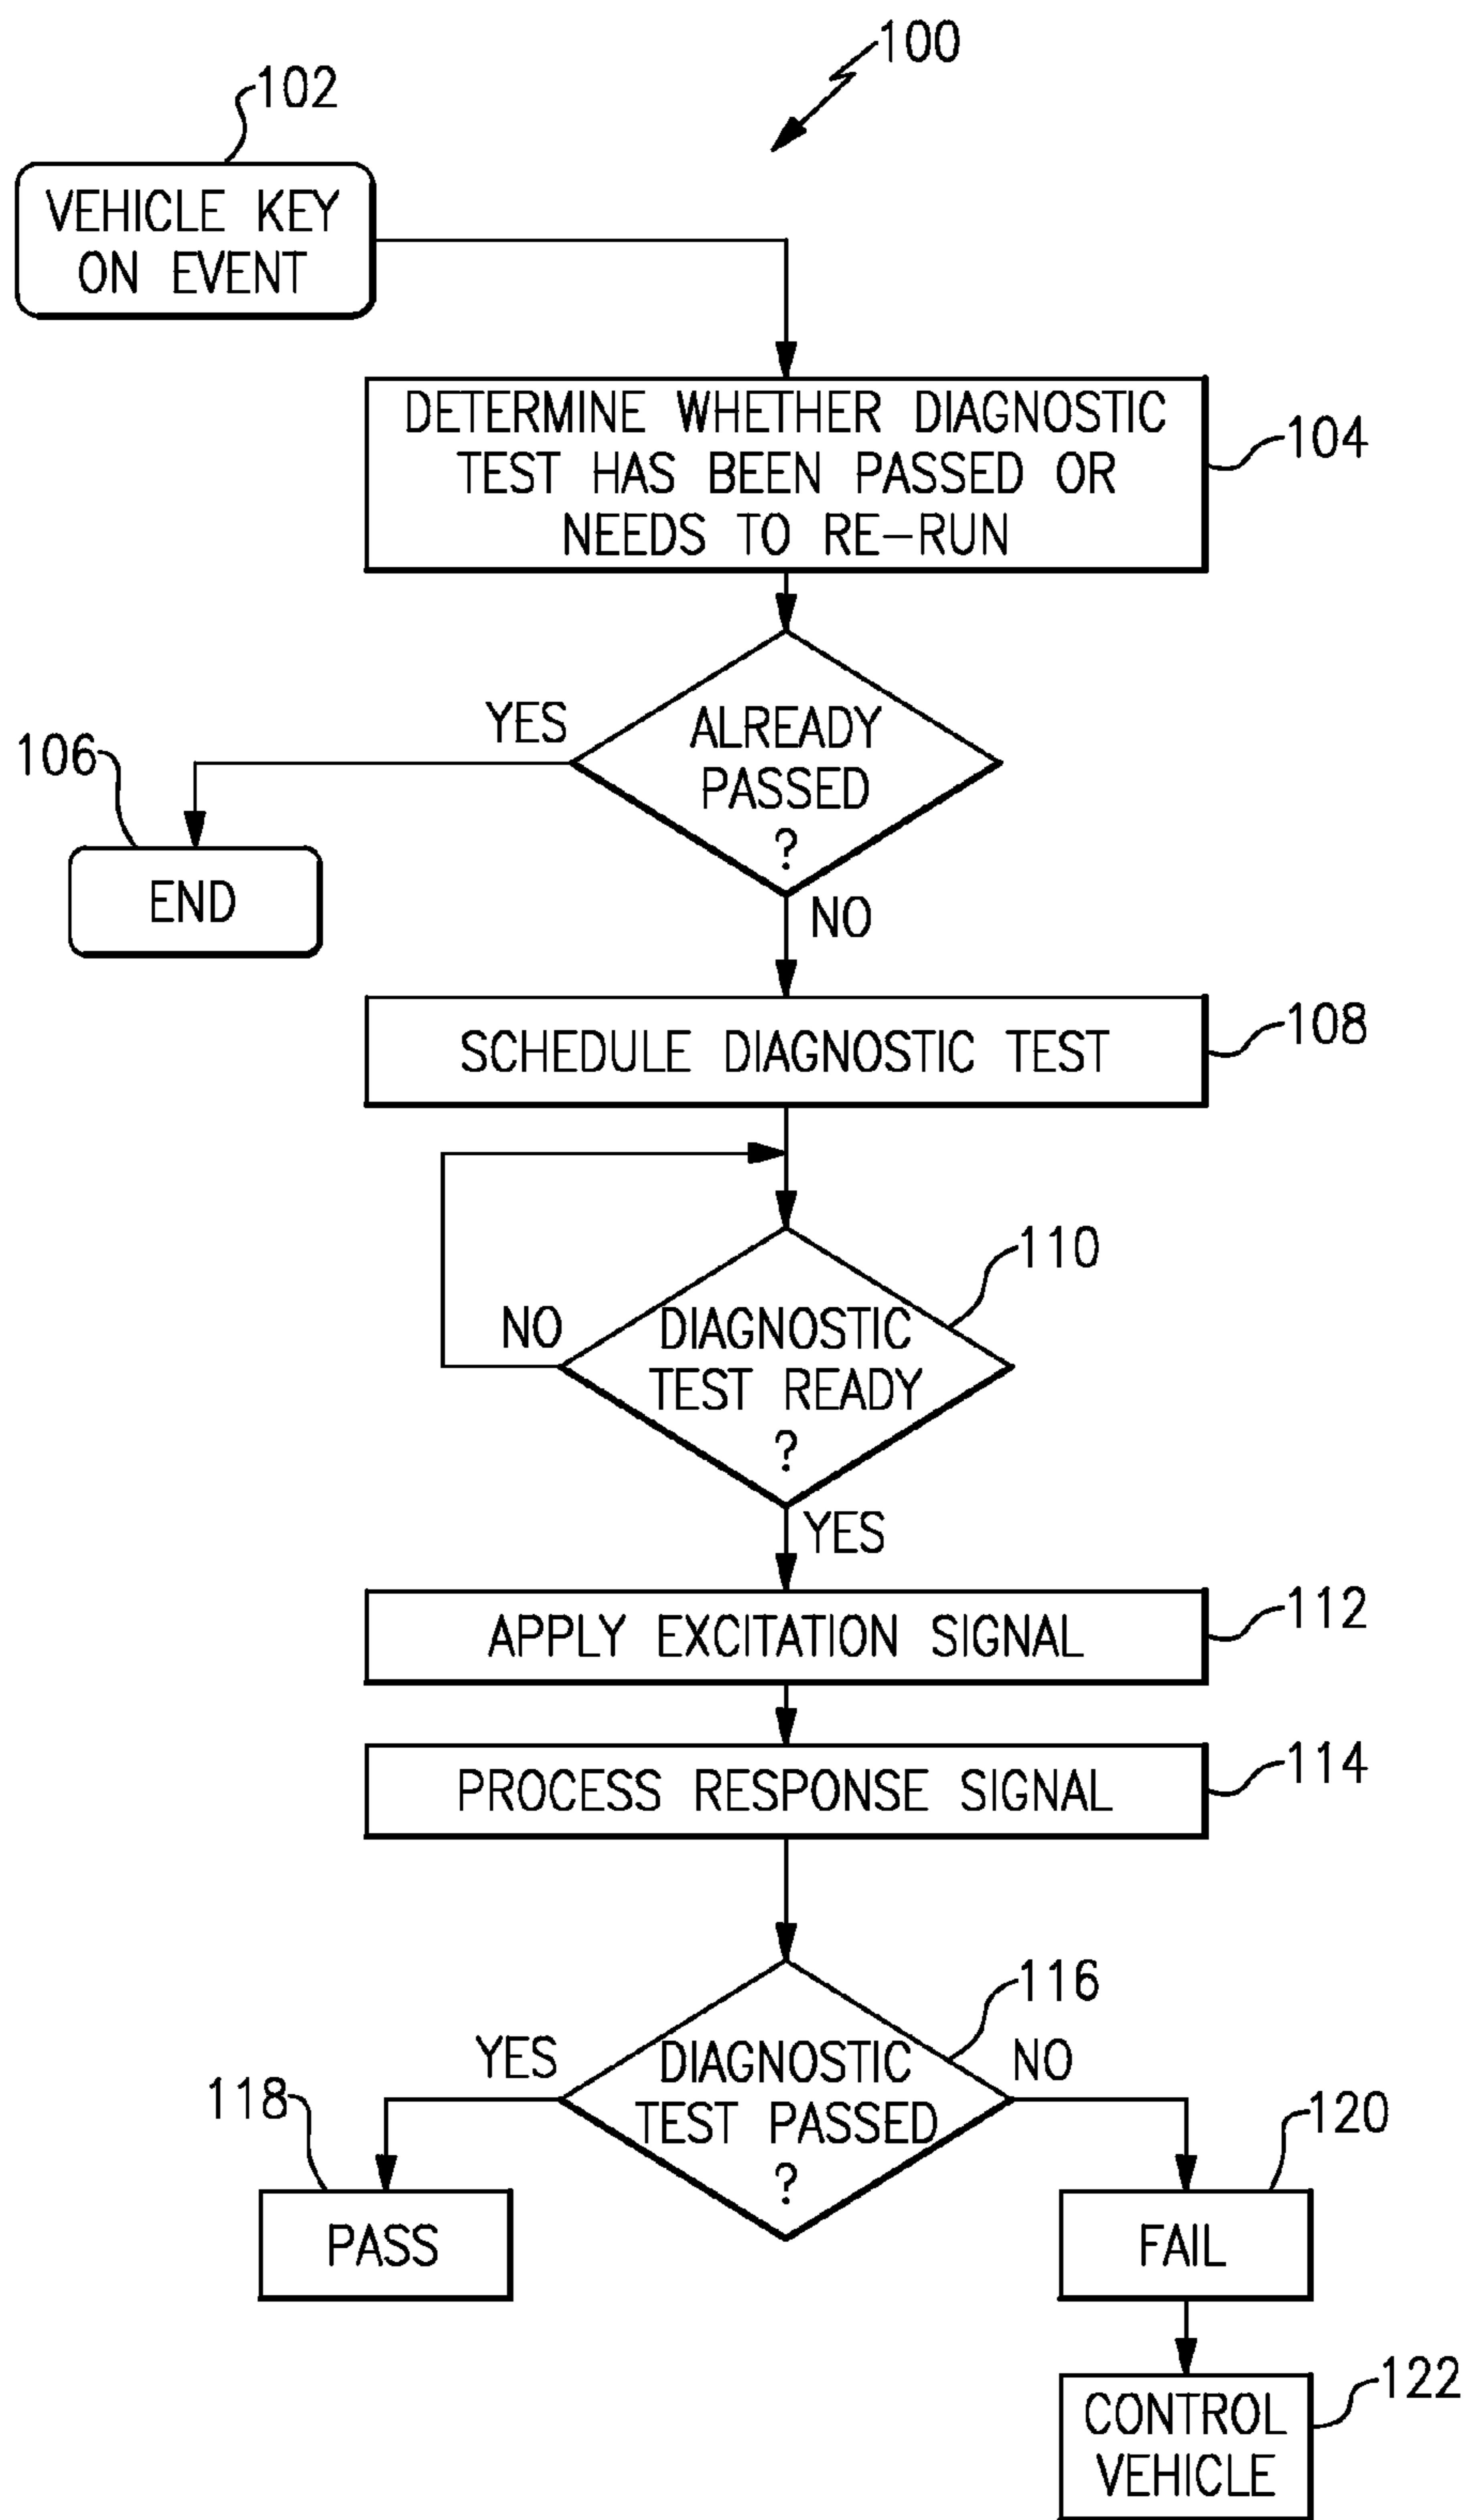 100
102
VEHICLE KEY
ON EVENT
DETERMINE WHETHER DIAGNOSTIC
TEST HAS BEEN PASSED OR
NEEDS TO RE-RUN
104
YES
ALREADY
PASSED
?
106
END
NO
SCHEDULE DIAGNOSTIC TEST
108
110
NO
DIAGNOSTIC
TEST READY
?
YES
APPLY EXCITATION SIGNAL
112
PROCESS RESPONSE SIGNAL
114
116
YES
DIAGNOSTIC
TEST PASSED
?
NO
118
PASS
120
FAIL
122
CONTROL
VEHICLE